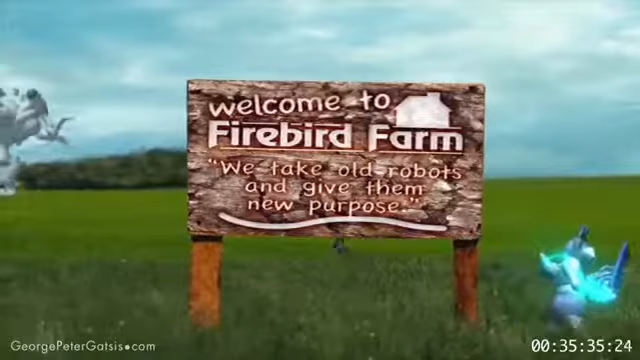 welcome to
Firebird Farm
"We take old robots
and give them
new purpose."
GeorgePeterGatsis•com
00:35:35:24